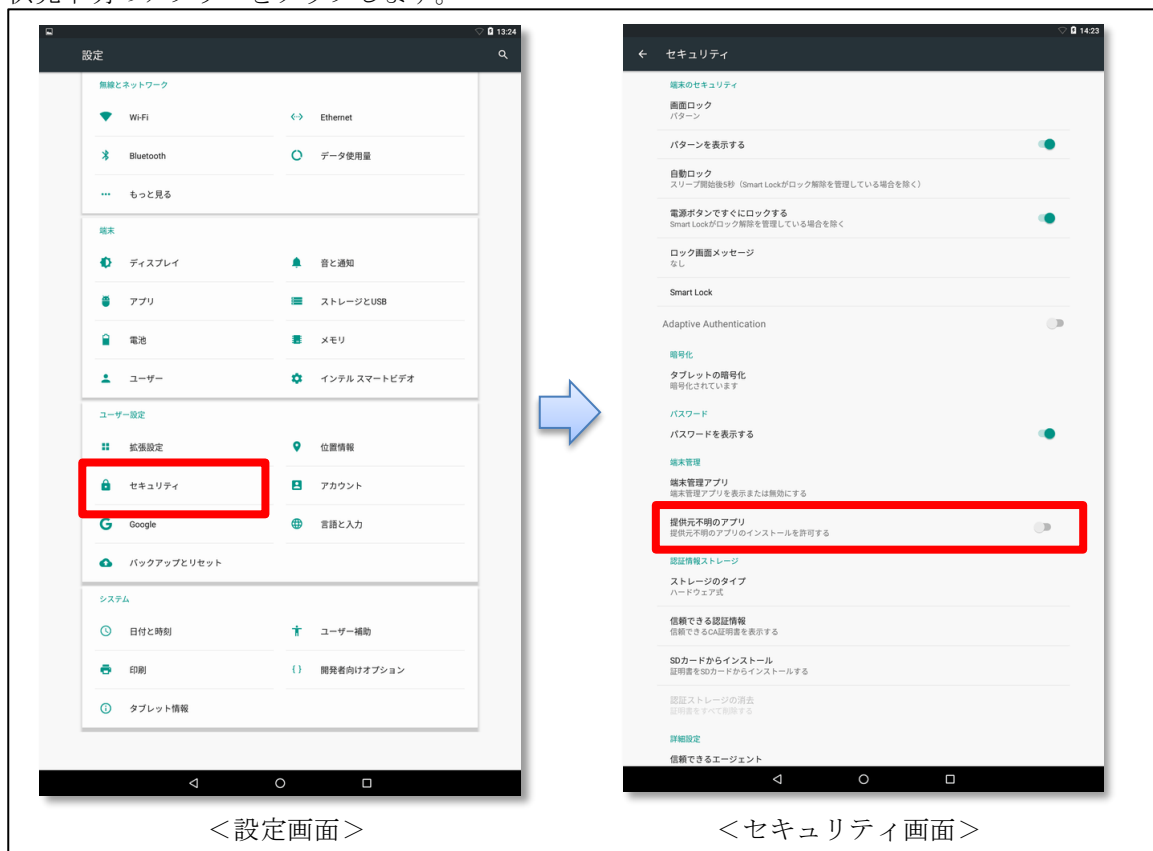 13:24
設定
無線とネットワーク
Wi-Fi
Ethernet
Bluetooth
データ使用量
もっと見る
端末
ディスプレイ
音と通知
アプリ
ストレージとUSB
電池
メモリ
ユーザー
インテル スマートビデオ
ユーザー設定
拡張設定
位置情報
セキュリティ
アカウント
Google
言語と入力
バックアップとリセット
システム
日付と時刻
ユーザー補助
印刷
開発者向けオプション
タブレット情報
＜設定画面＞
14:23
セキュリティ
端末のセキュリティ
画面ロック
パターン
パターンを表示する
自動ロック
スリープ開始後5秒（Smart Lockがロック解除を管理している場合を除く）
電源ボタンですぐにロックする
Smart Lockがロック解除を管理している場合を除く
ロック画面メッセージ
なし
Smart Lock
Adaptive Authentication
暗号化
タブレットの暗号化
暗号化されています
パスワード
パスワードを表示する
端末管理
端末管理アプリ
端末管理アプリを表示または無効にする
提供元不明のアプリ
提供元不明のアプリのインストールを許可する
認証情報ストレージ
ストレージのタイプ
ハードウェア式
信頼できる認証情報
信頼できるCA証明書を表示する
SDカードからインストール
証明書をSDカードからインストールする
認証ストレージの消去
証明書をすべて削除する
詳細設定
信頼できるエージェント
＜セキュリティ画面＞